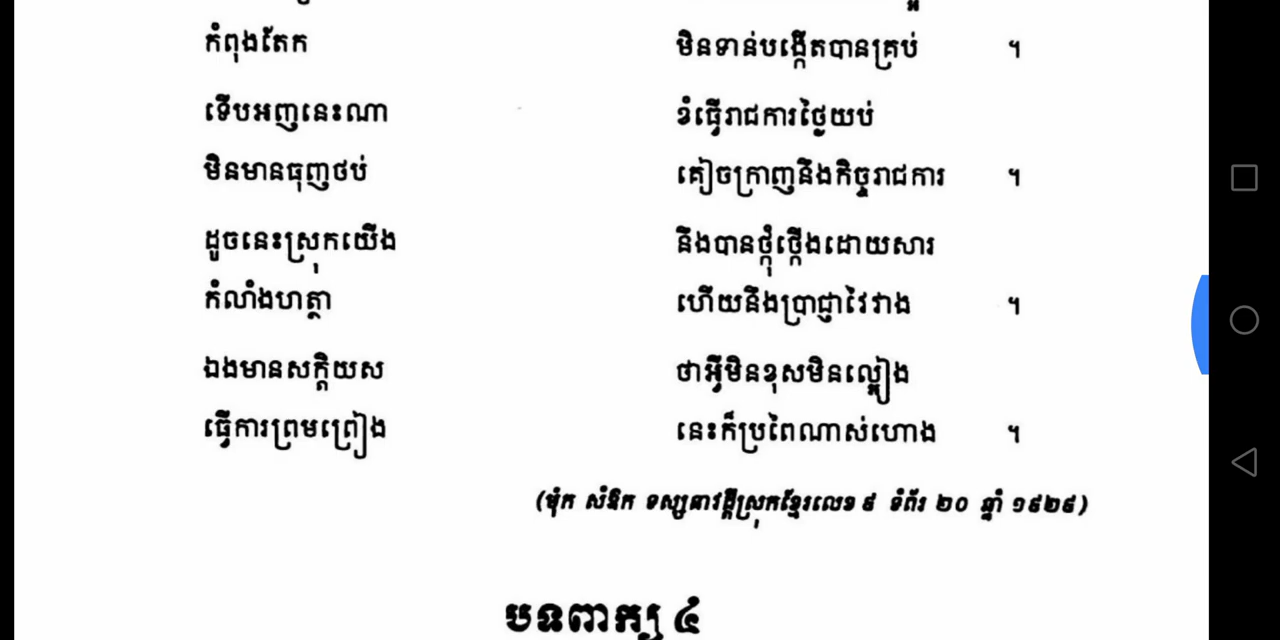 កំពុងតែក មិនទាន់បង្កើតបានគ្រប់ ។
ទើបអញនេះណា ខំធ្វើរាជការថ្ងៃយប់
មិនមានធុញថប់ គៀចក្រាញនឹងកិច្ចរាជការ ។
ដូចនេះស្រុកយើង នឹងបានថ្កុំថ្កើងដោយសារ
កំលាំងហត្ថា ហើយនឹងប្រាជ្ញាវៃវាង ។
ឯងមានសក្តិយស ថាអ្វីមិនខុសមិនល្អៀង
ធ្វើការព្រមព្រៀង នេះក៏ប្រពៃណាស់ហោង ។
(ម៉ុក សំឱក ទស្សនាវដ្តីស្រុកខ្មែរលេខ ៩ ទំព័រ ២០ ឆ្នាំ ១៩២៩)
បទពាក្យ ៤